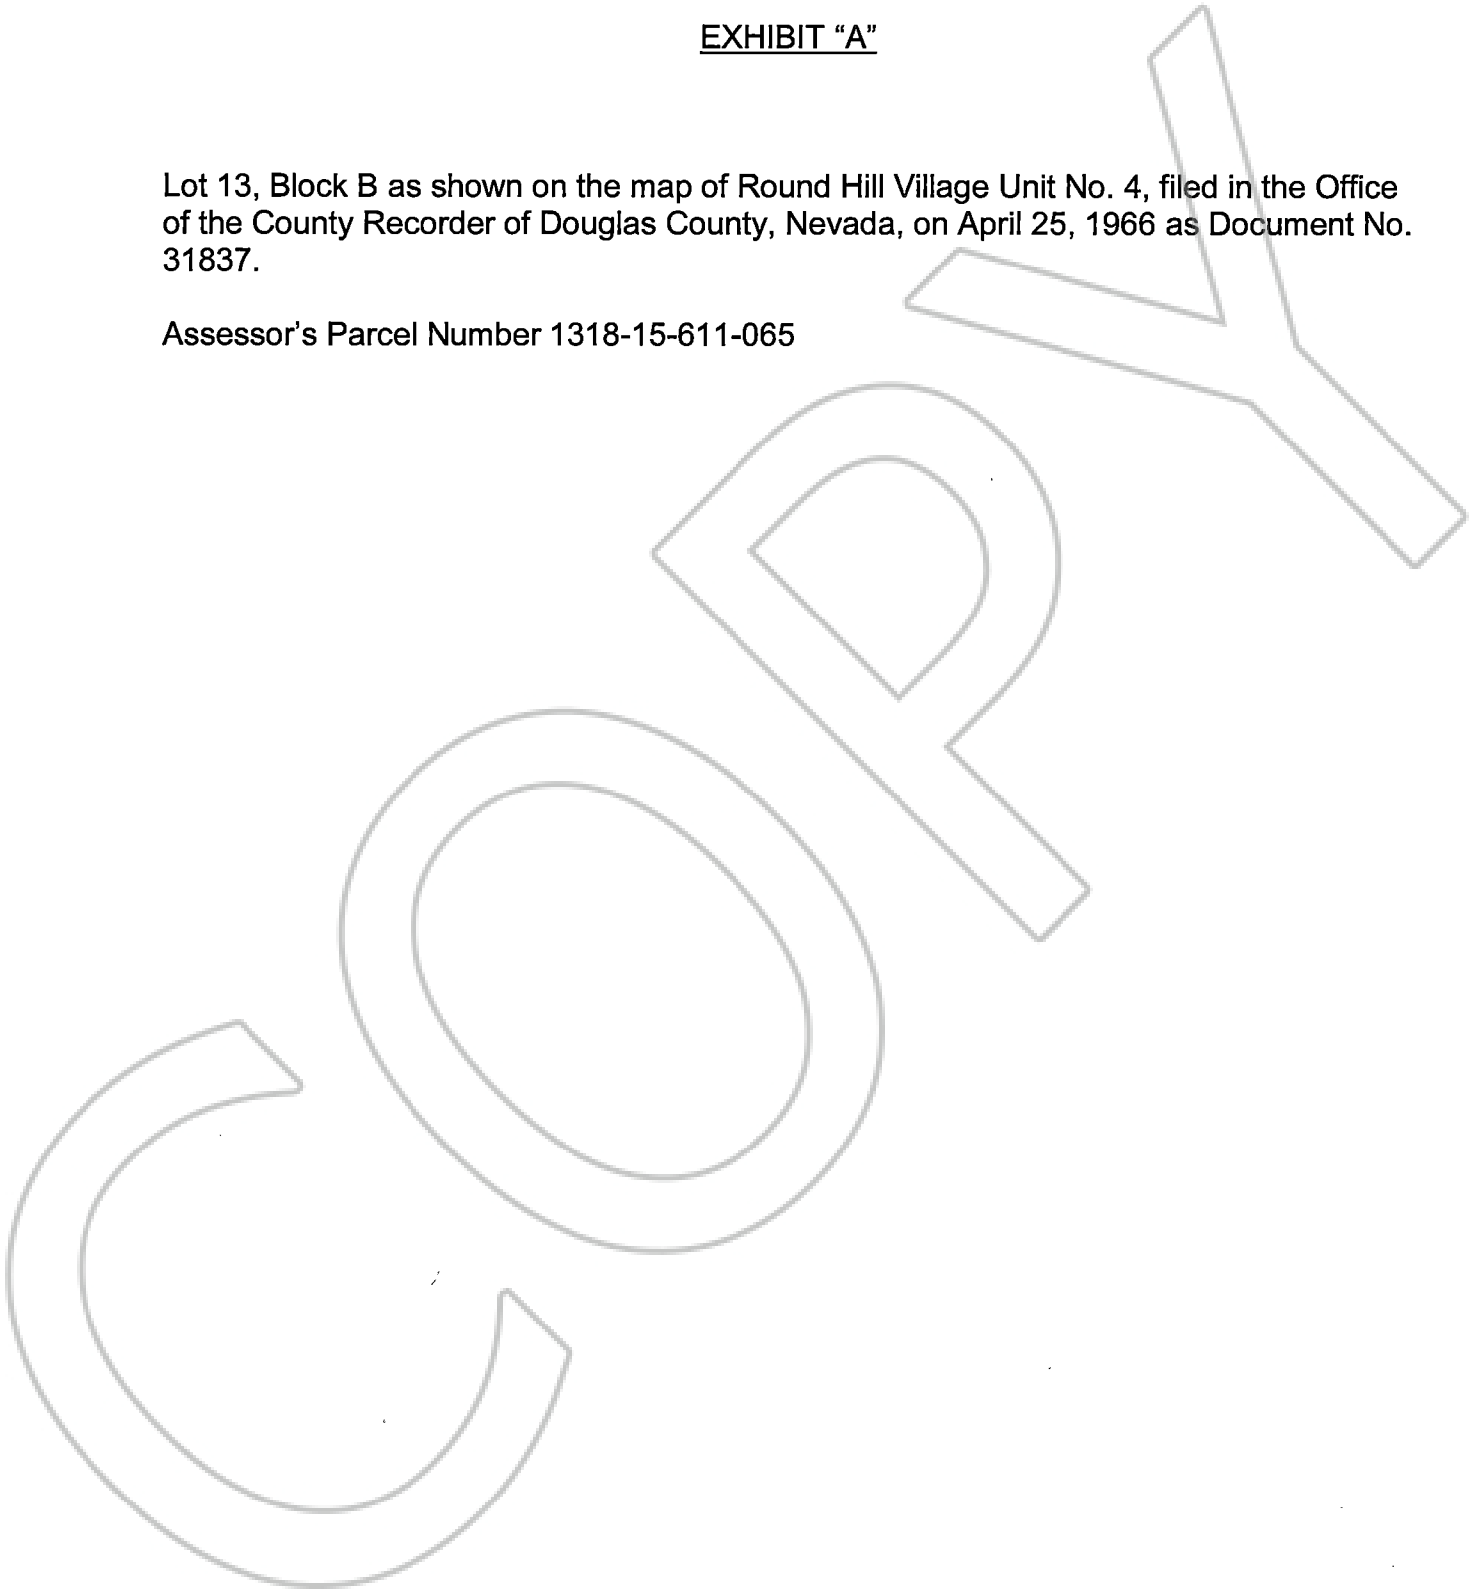 EXHIBIT “A”
Lot 13, Block B as shown on the map of Round Hill Village Unit No. 4, filed in the Office
of the County Recorder of Douglas County, Nevada, on April 25, 1966 as Document No.
31837.
Assessor’s Parcel Number 1318-15-611-065
COPY